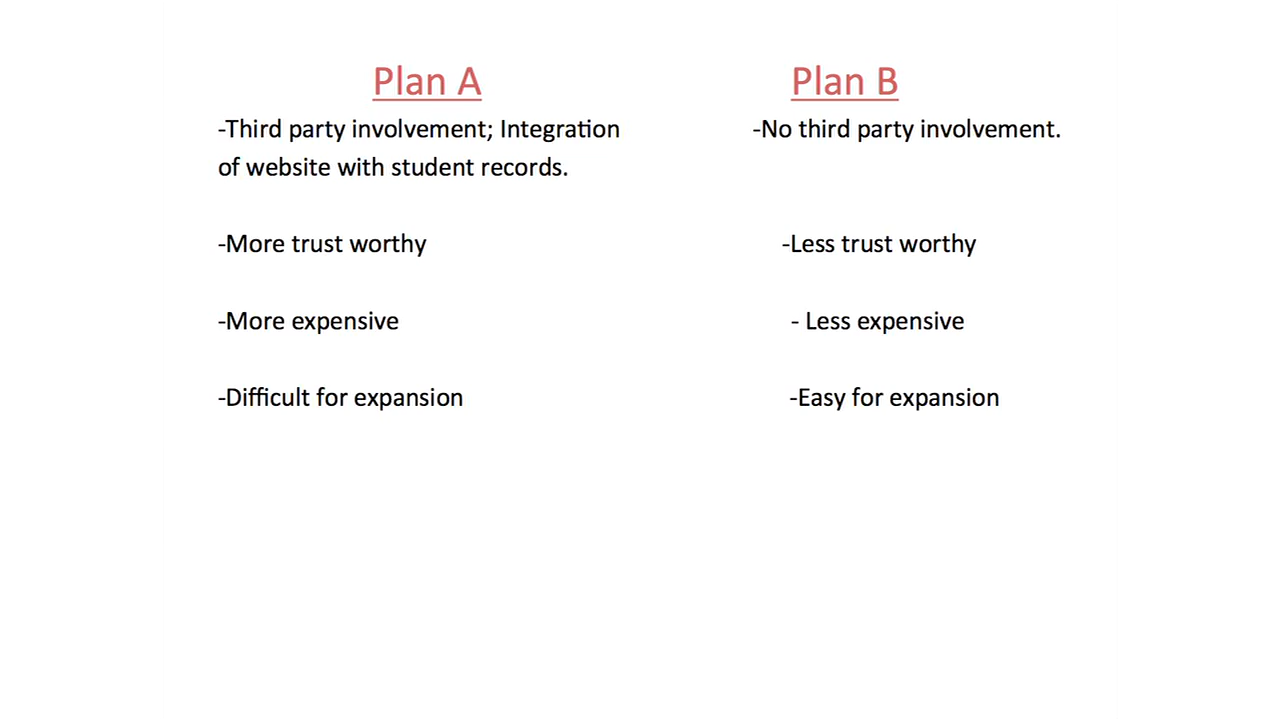 Plan A
-Third party involvement; Integration
of website with student records.
-More trust worthy
-More expensive
-Difficult for expansion
Plan B
-No third party involvement.
-Less trust worthy
- Less expensive
-Easy for expansion